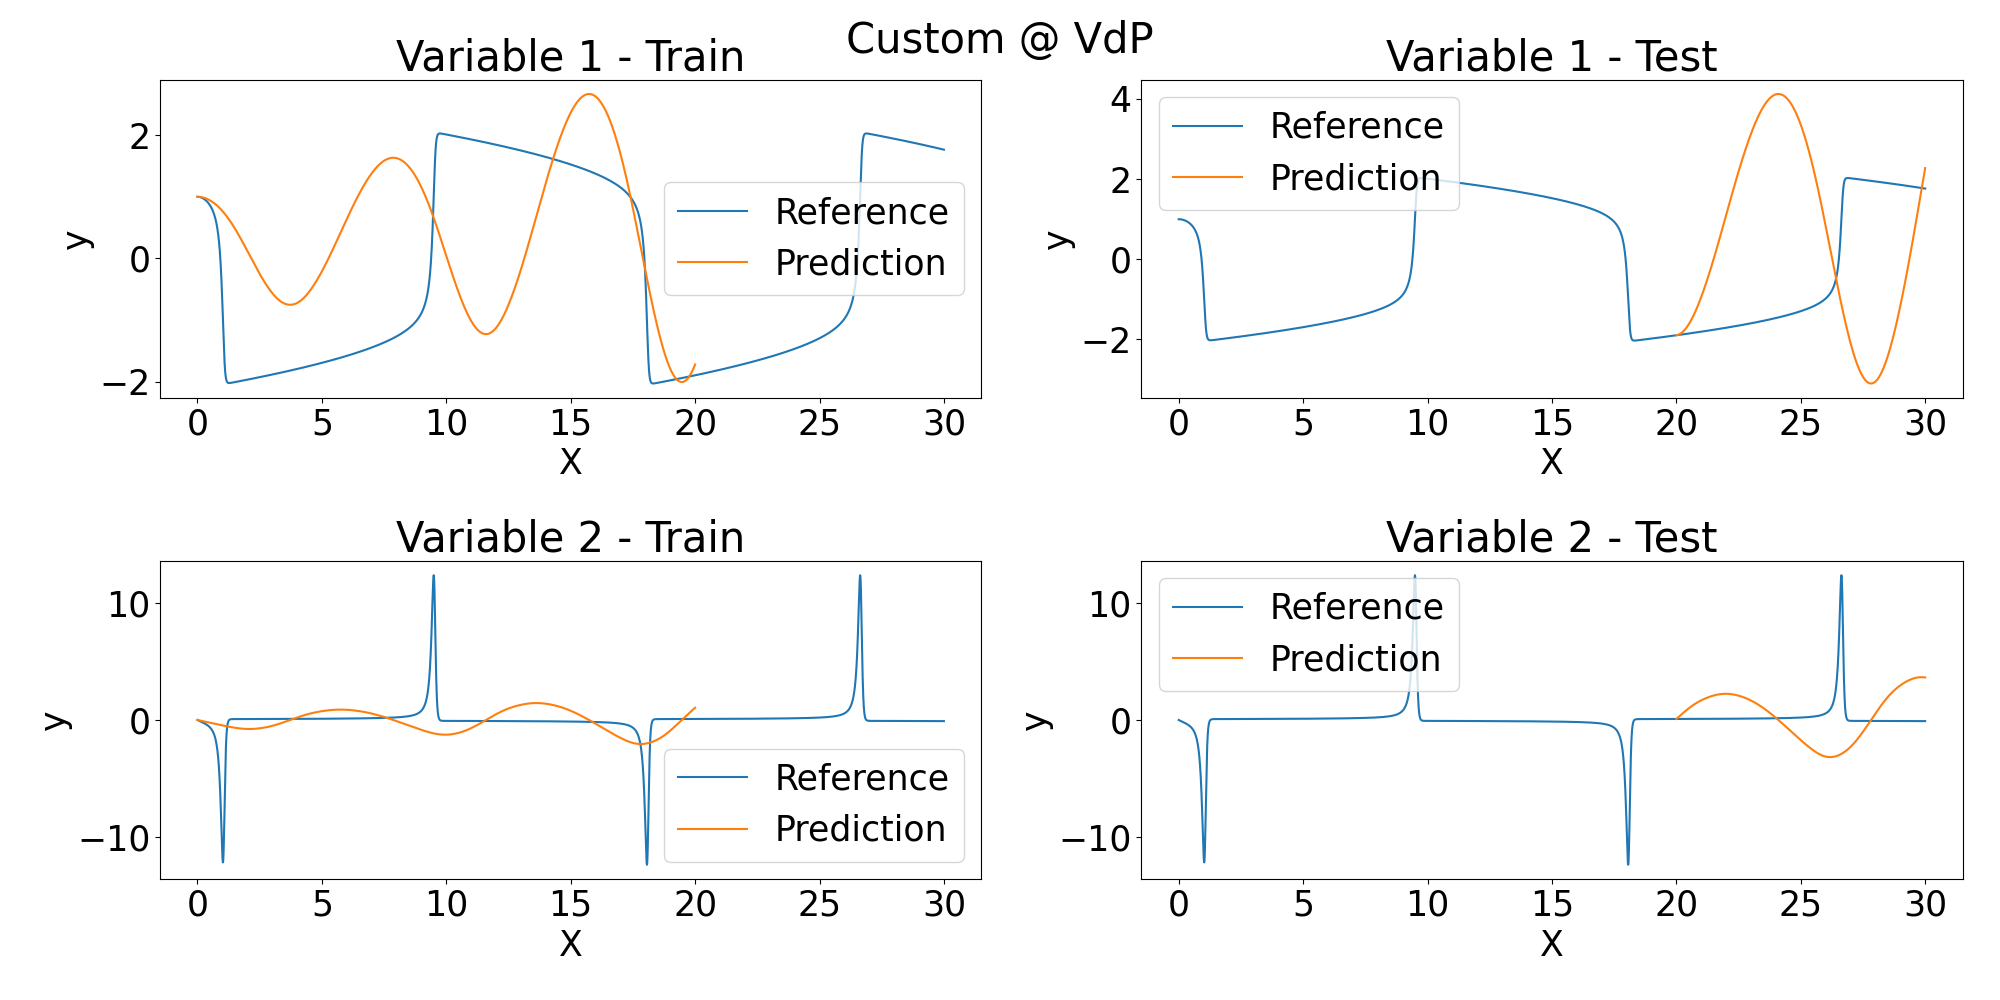 Custom @ VdP
Variable 1 - Train
2
0
−2
y
0 5 10 15 20 25 30
X
Reference
Prediction
Variable 1 - Test
4
2
0
−2
y
0 5 10 15 20 25 30
X
Reference
Prediction
Variable 2 - Train
10
0
−10
y
0 5 10 15 20 25 30
X
Reference
Prediction
Variable 2 - Test
10
0
−10
y
0 5 10 15 20 25 30
X
Reference
Prediction